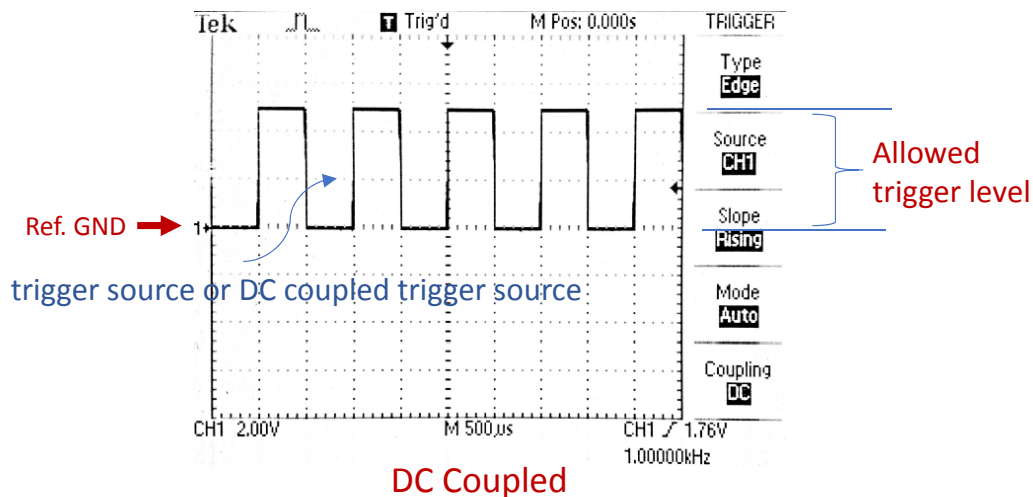 Tek T Trig'd M Pos: 0.000s TRIGGER
Type
Edge
Source
CH1
Allowed
trigger level
Slope
Rising
Ref. GND
1
trigger source or DC coupled trigger source
Mode
Auto
Coupling
DC
CH1 2.00V M 500µs CH1 1.76V
1.00000kHz
DC Coupled